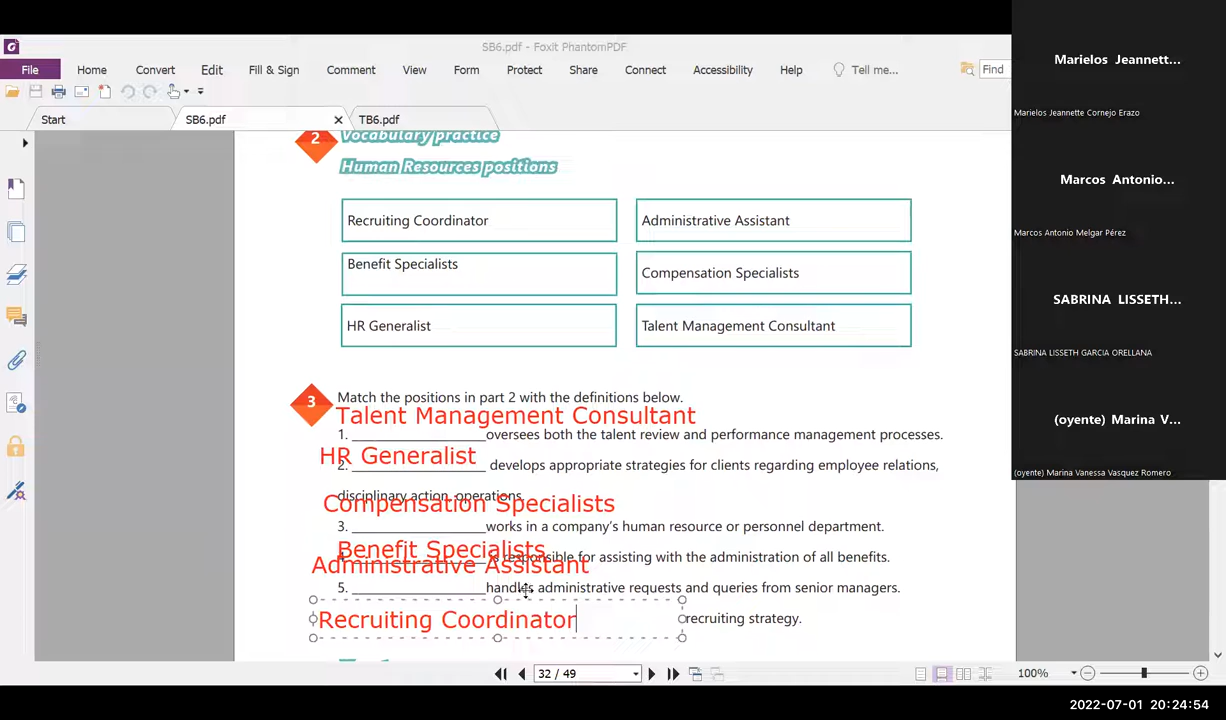 SB6.pdf - Foxit PhantomPDF
File Home Convert Edit Fill & Sign Comment View Form Protect Share Connect Accessibility Help Tell me... Find
Start SB6.pdf TB6.pdf
2 Vocabulary practice
Human Resources positions
Recruiting Coordinator Administrative Assistant
Benefit Specialists Compensation Specialists
HR Generalist Talent Management Consultant
3 Match the positions in part 2 with the definitions below.
Talent Management Consultant
1. ___________________oversees both the talent review and performance management processes.
HR Generalist
2. ___________________ develops appropriate strategies for clients regarding employee relations,
disciplinary action, operations.
Compensation Specialists
3. ___________________works in a company's human resource or personnel department.
Benefit Specialists
4. ___________________ is responsible for assisting with the administration of all benefits.
Administrative Assistant
5. ___________________handles administrative requests and queries from senior managers.
Recruiting Coordinator recruiting strategy.
32 / 49 100%
Marielos Jeannett...
Marielos Jeannette Cornejo Erazo
Marcos Antonio...
Marcos Antonio Melgar Pérez
SABRINA LISSETH...
SABRINA LISSETH GARCIA ORELLANA
(oyente) Marina V...
(oyente) Marina Vanessa Vasquez Romero
2022-07-01 20:24:54